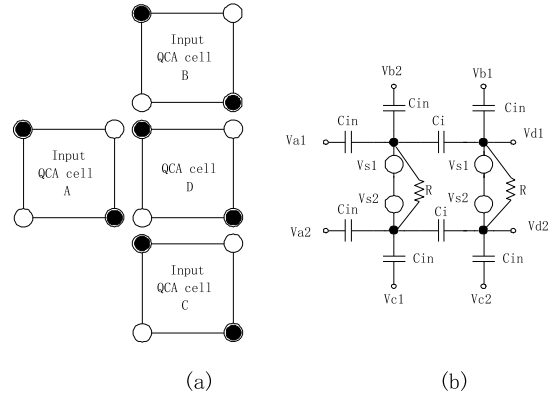 Input
QCA cell
B
Input
QCA cell
A
QCA cell
D
Input
QCA cell
C
(a)
Vb2 Vb1
Cin Cin
Va1 Cin Ci Vd1
Vs1 Vs1
R R
Vs2 Vs2
Cin Ci
Va2 Vd2
Cin Cin
Vc1 Vc2
(b)